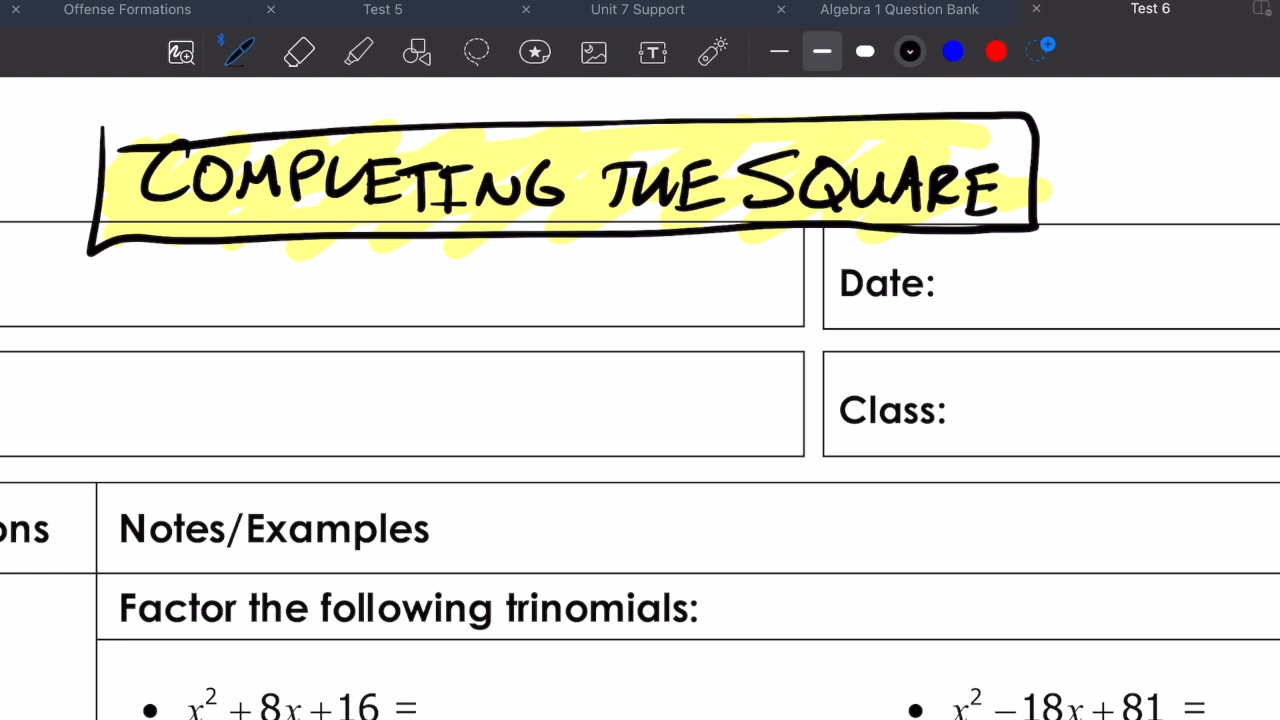 Offense Formations Test 5 Unit 7 Support Algebra 1 Question Bank Test 6
COMPLETING THE SQUARE
Date:
Class:
ons Notes/Examples
Factor the following trinomials:
• x² + 8x + 16 = • x² − 18x + 81 =